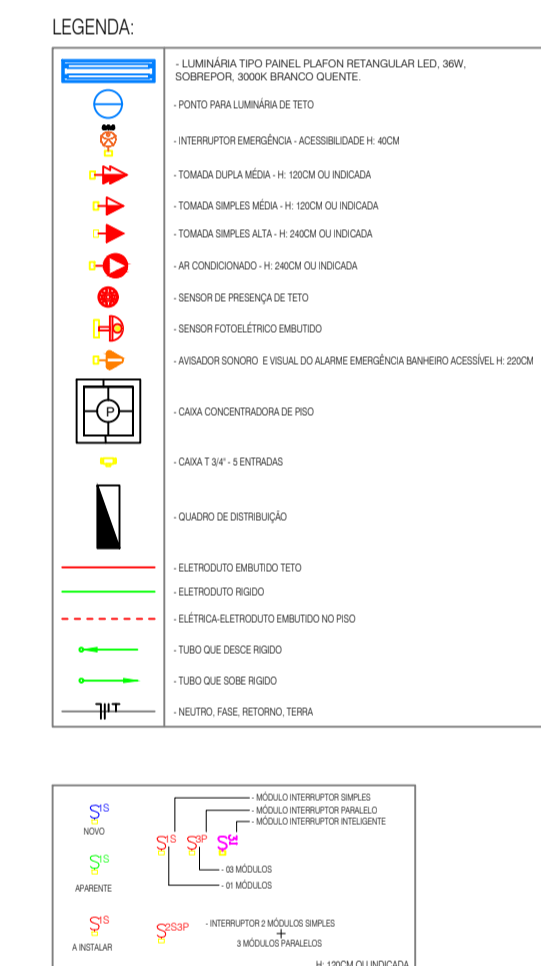 LEGENDA:
- LUMINÁRIA TIPO PAINEL PLAFON RETANGULAR LED, 36W,
SOBREPOR, 3000K BRANCO QUENTE.
- PONTO PARA LUMINÁRIA DE TETO
- INTERRUPTOR EMERGÊNCIA - ACESSIBILIDADE H: 40CM
- TOMADA DUPLA MÉDIA - H: 120CM OU INDICADA
- TOMADA SIMPLES MÉDIA - H: 120CM OU INDICADA
- TOMADA SIMPLES ALTA - H: 240CM OU INDICADA
- AR CONDICIONADO - H: 240CM OU INDICADA
- SENSOR DE PRESENÇA DE TETO
- SENSOR FOTOELÉTRICO EMBUTIDO
- AVISADOR SONORO E VISUAL DO ALARME EMERGÊNCIA BANHEIRO ACESSÍVEL H: 220CM
P
- CAIXA CONCENTRADORA DE PISO
- CAIXA T 3/4" - 5 ENTRADAS
- QUADRO DE DISTRIBUIÇÃO
- ELETRODUTO EMBUTIDO TETO
- ELETRODUTO RIGIDO
- ELÉTRICA-ELETRODUTO EMBUTIDO NO PISO
- TUBO QUE DESCE RIGIDO
- TUBO QUE SOBE RIGIDO
- NEUTRO, FASE, RETORNO, TERRA
S1S
NOVO
- MÓDULO INTERRUPTOR SIMPLES
- MÓDULO INTERRUPTOR PARALELO
- MÓDULO INTERRUPTOR INTELIGENTE
S1S S3P S3I
S1S
APARENTE
- 03 MÓDULOS
- 01 MÓDULOS
S1S
A INSTALAR
S2S3P
- INTERRUPTOR 2 MÓDULOS SIMPLES
+
3 MÓDULOS PARALELOS
H: 120CM OU INDICADA